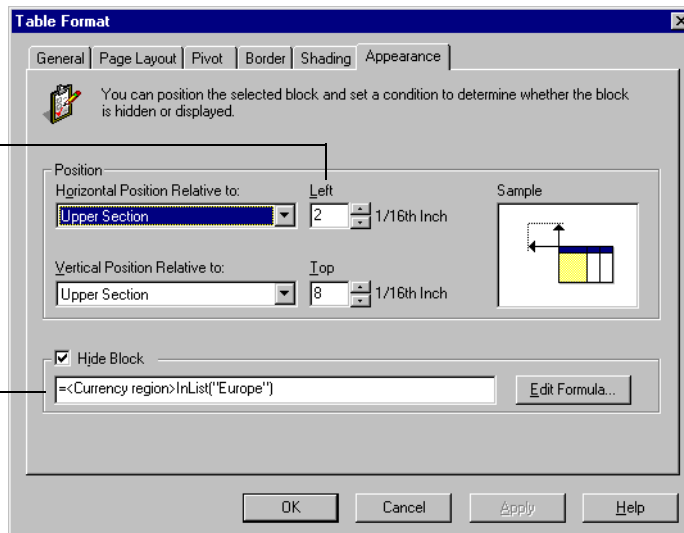 Table Format
General Page Layout Pivot Border Shading Appearance
You can position the selected block and set a condition to determine whether the block
is hidden or displayed.
Position
Horizontal Position Relative to: Left Sample
Upper Section 2 1/16th Inch
Vertical Position Relative to: Top
Upper Section 8 1/16th Inch
Hide Block
=<Currency region>InList("Europe") Edit Formula...
OK Cancel Apply Help